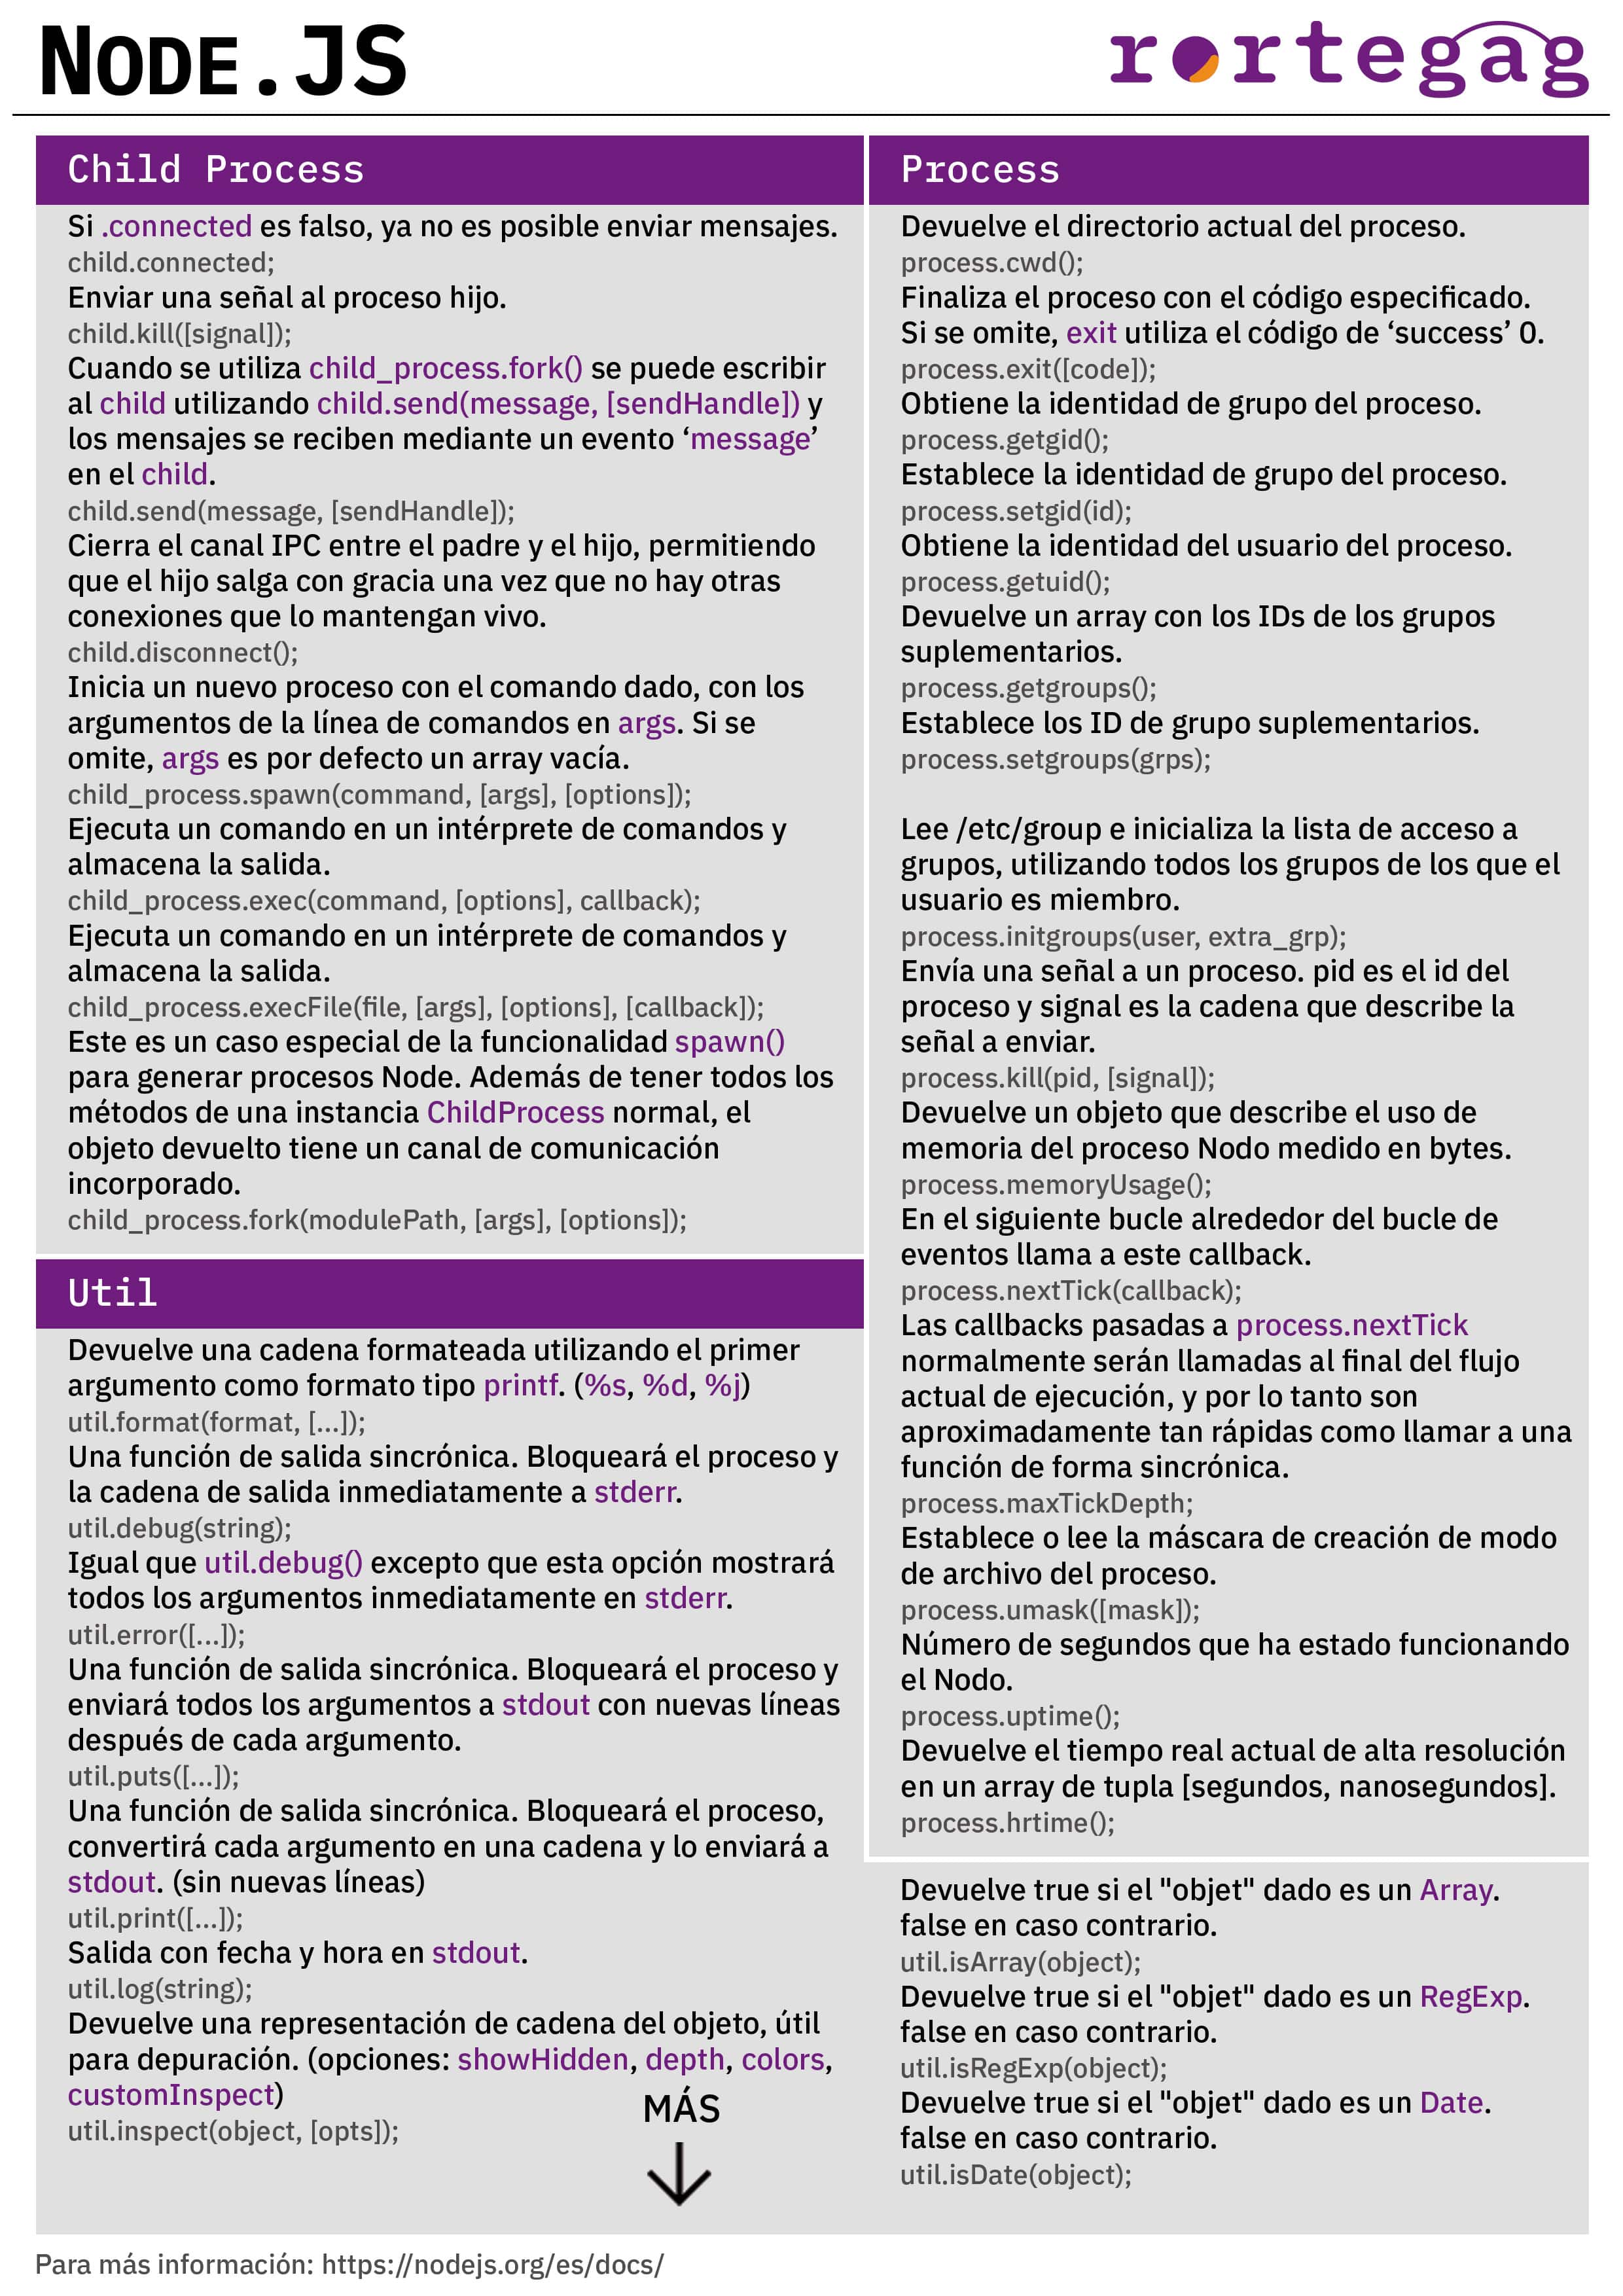 NODE.JS
rortegag
Child Process
Si .connected es falso, ya no es posible enviar mensajes.
child.connected;
Enviar una señal al proceso hijo.
child.kill([signal]);
Cuando se utiliza child_process.fork() se puede escribir
al child utilizando child.send(message, [sendHandle]) y
los mensajes se reciben mediante un evento ‘message’
en el child.
child.send(message, [sendHandle]);
Cierra el canal IPC entre el padre y el hijo, permitiendo
que el hijo salga con gracia una vez que no hay otras
conexiones que lo mantengan vivo.
child.disconnect();
Inicia un nuevo proceso con el comando dado, con los
argumentos de la línea de comandos en args. Si se
omite, args es por defecto un array vacía.
child_process.spawn(command, [args], [options]);
Ejecuta un comando en un intérprete de comandos y
almacena la salida.
child_process.exec(command, [options], callback);
Ejecuta un comando en un intérprete de comandos y
almacena la salida.
child_process.execFile(file, [args], [options], [callback]);
Este es un caso especial de la funcionalidad spawn()
para generar procesos Node. Además de tener todos los
métodos de una instancia ChildProcess normal, el
objeto devuelto tiene un canal de comunicación
incorporado.
child_process.fork(modulePath, [args], [options]);
Process
Devuelve el directorio actual del proceso.
process.cwd();
Finaliza el proceso con el código especificado.
Si se omite, exit utiliza el código de ‘success’ 0.
process.exit([code]);
Obtiene la identidad de grupo del proceso.
process.getgid();
Establece la identidad de grupo del proceso.
process.setgid(id);
Obtiene la identidad del usuario del proceso.
process.getuid();
Devuelve un array con los IDs de los grupos
suplementarios.
process.getgroups();
Establece los ID de grupo suplementarios.
process.setgroups(grps);
Lee /etc/group e inicializa la lista de acceso a
grupos, utilizando todos los grupos de los que el
usuario es miembro.
process.initgroups(user, extra_grp);
Envía una señal a un proceso. pid es el id del
proceso y signal es la cadena que describe la
señal a enviar.
process.kill(pid, [signal]);
Devuelve un objeto que describe el uso de
memoria del proceso Nodo medido en bytes.
process.memoryUsage();
En el siguiente bucle alrededor del bucle de
eventos llama a este callback.
process.nextTick(callback);
Las callbacks pasadas a process.nextTick
normalmente serán llamadas al final del flujo
actual de ejecución, y por lo tanto son
aproximadamente tan rápidas como llamar a una
función de forma sincrónica.
process.maxTickDepth;
Establece o lee la máscara de creación de modo
de archivo del proceso.
process.umask([mask]);
Número de segundos que ha estado funcionando
el Nodo.
process.uptime();
Devuelve el tiempo real actual de alta resolución
en un array de tupla [segundos, nanosegundos].
process.hrtime();
Util
Devuelve una cadena formateada utilizando el primer
argumento como formato tipo printf. (%s, %d, %j)
util.format(format, [...]);
Una función de salida sincrónica. Bloqueará el proceso y
la cadena de salida inmediatamente a stderr.
util.debug(string);
Igual que util.debug() excepto que esta opción mostrará
todos los argumentos inmediatamente en stderr.
util.error([...]);
Una función de salida sincrónica. Bloqueará el proceso y
enviará todos los argumentos a stdout con nuevas líneas
después de cada argumento.
util.puts([...]);
Una función de salida sincrónica. Bloqueará el proceso,
convertirá cada argumento en una cadena y lo enviará a
stdout. (sin nuevas líneas)
util.print([...]);
Salida con fecha y hora en stdout.
util.log(string);
Devuelve una representación de cadena del objeto, útil
para depuración. (opciones: showHidden, depth, colors,
customInspect)
util.inspect(object, [opts]);
MÁS
Devuelve true si el "objet" dado es un Array.
false en caso contrario.
util.isArray(object);
Devuelve true si el "objet" dado es un RegExp.
false en caso contrario.
util.isRegExp(object);
Devuelve true si el "objet" dado es un Date.
false en caso contrario.
util.isDate(object);
Para más información: https://nodejs.org/es/docs/